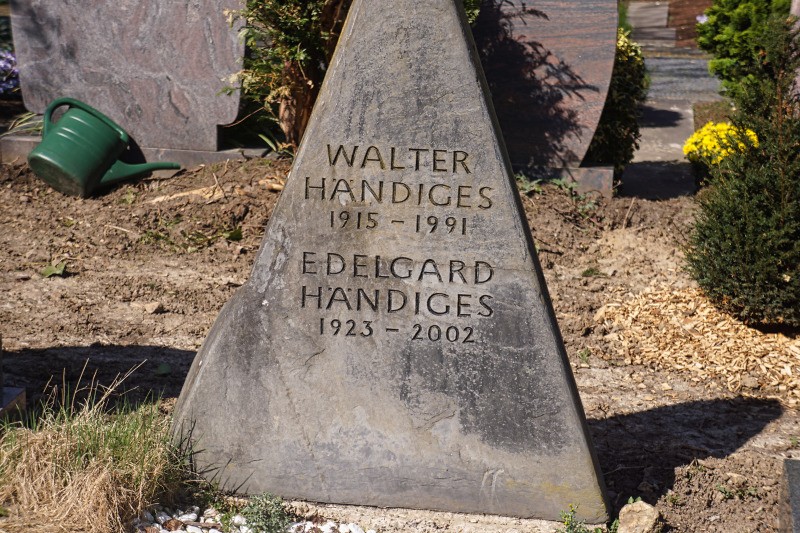 WALTER
HÄNDIGES
1915 - 1991
EDELGARD
HÄNDIGES
1923 - 2002